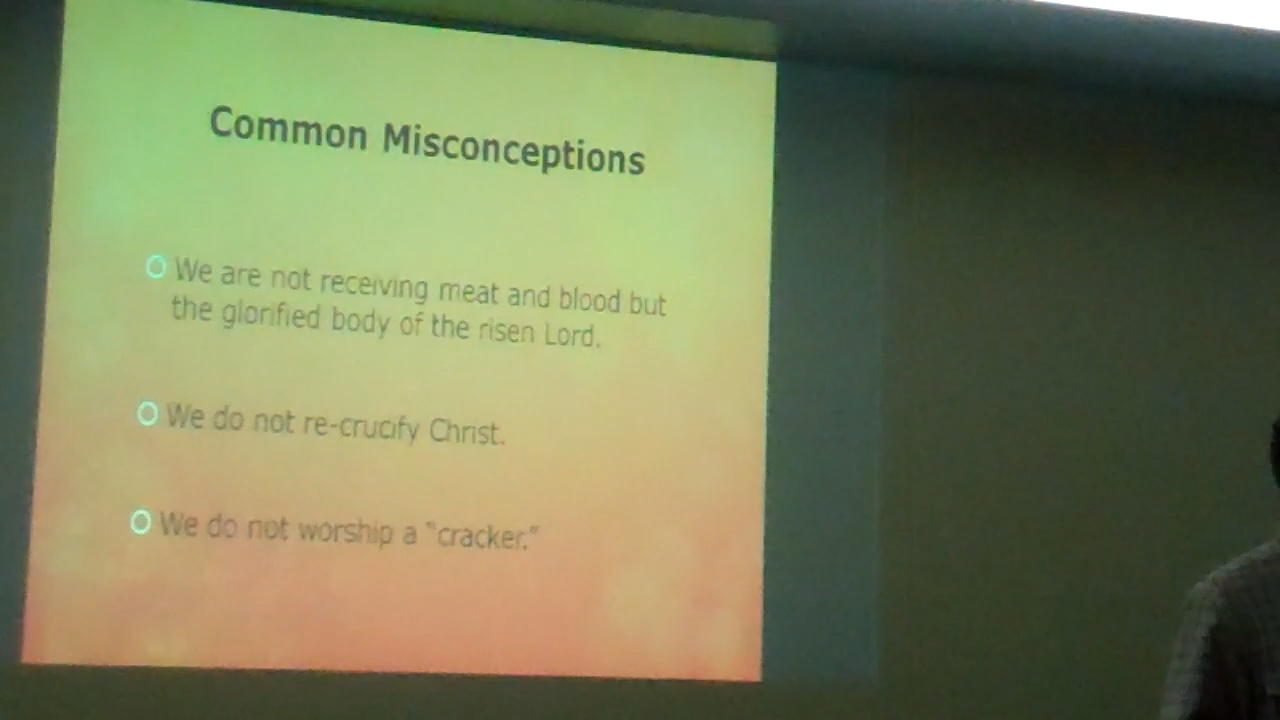 Common Misconceptions
We are not receiving meat and blood but
the glorified body of the risen Lord.
We do not re-crucify Christ.
We do not worship a "cracker."